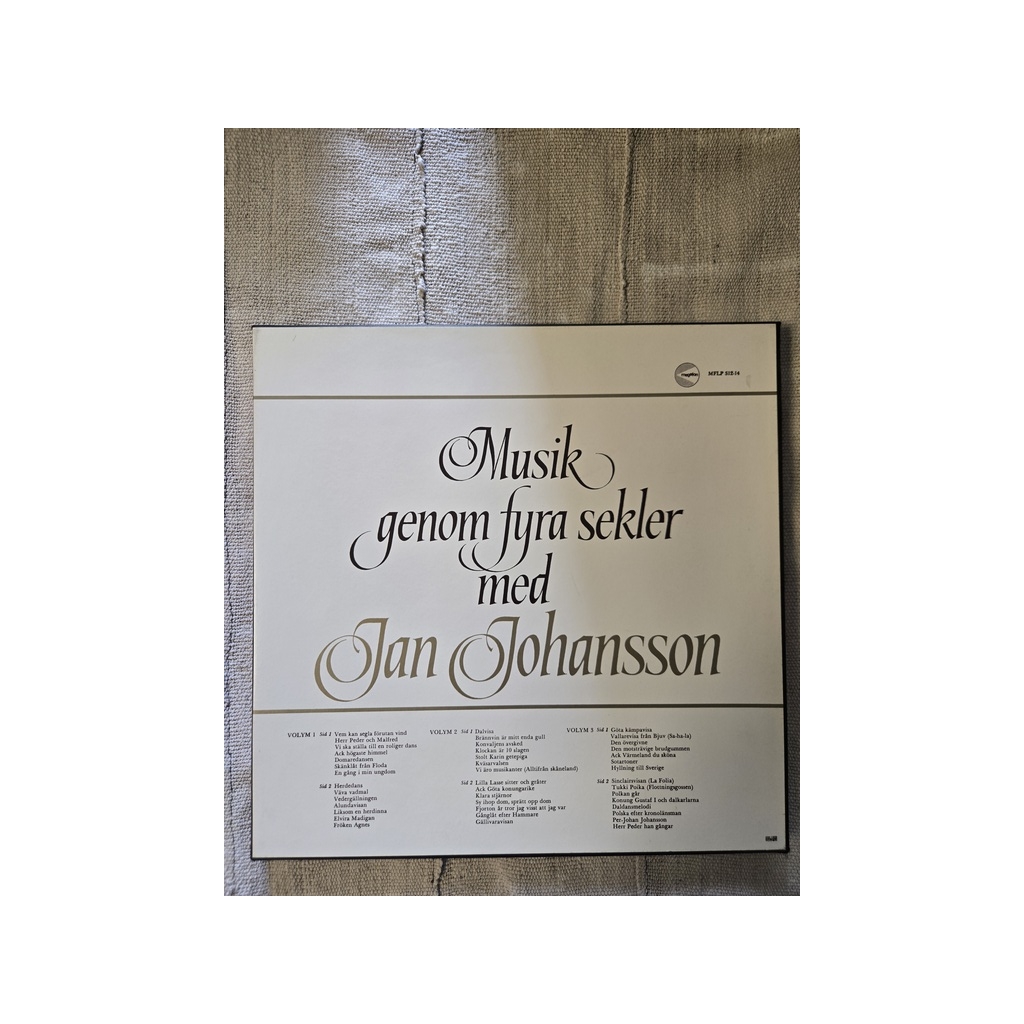 MFLP S12-14
Musik
genom fyra sekler
med
Jan Johansson
VOLYM 1 Sid 1 Vem kan segla förutan vind
Herr Peder och Malfred
Vi ska ställa till en roliger dans
Ack högaste himmel
Domaredansen
Skänklåt från Floda
En gång i min ungdom
Sid 2 Herdedans
Väva vadmal
Vedergällningen
Alundavisan
Liksom en herdinna
Elvira Madigan
Fröken Agnes
VOLYM 2 Sid 1 Dalvisa
Brännvin är mitt enda gull
Konvaljens avsked
Klockan är 10 slagen
Stolt Karin getepiga
Kväsarvalsen
Vi äro musikanter (Alltifrån skåneland)
Sid 2 Lilla Lasse sitter och gråter
Ack Göta konungarike
Klara stjärnor
Sy ihop dom, sprätt opp dom
Fjorton år tror jag visst att jag var
Gånglåt efter Hammare
Gällivaravisan
VOLYM 3 Sid 1 Göta kämpavisa
Vallarevisa från Bjuv (Sa-ha-la)
Den övergivne
Den motsträvige brudgummen
Ack Värmeland du sköna
Sotartoner
Hyllning till Sverige
Sid 2 Sinclairsvisan (La Folia)
Tukki Polka (Flottningsgossen)
Polkan går
Konung Gustaf I och dalkarlarna
Daldansmelodi
Polska efter kronolänsman
Per-Johan Johansson
Herr Peder han gångar